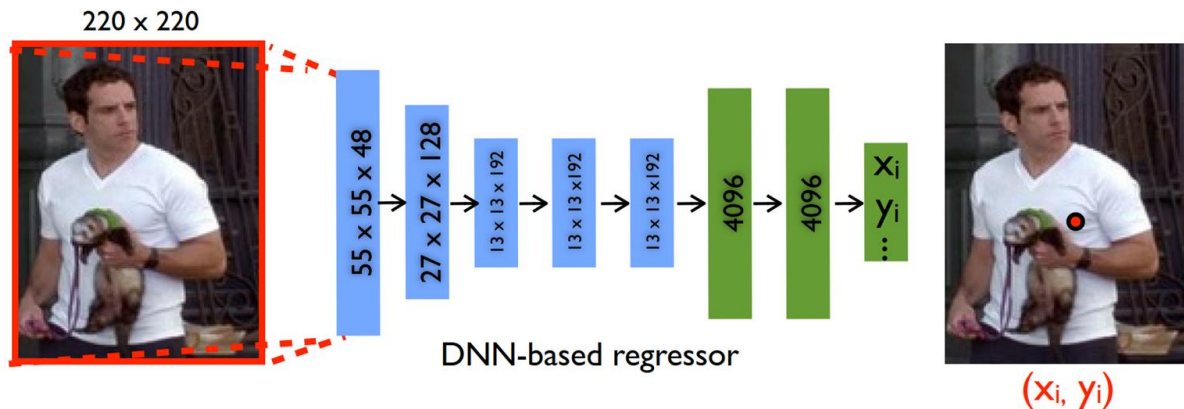 220 x 220
55 x 55 x 48
27 x 27 x 128
13 x 13 x192
13 x 13 x192
13 x 13 x192
4096
4096
xi
yi
...
DNN-based regressor
(xi, yi)